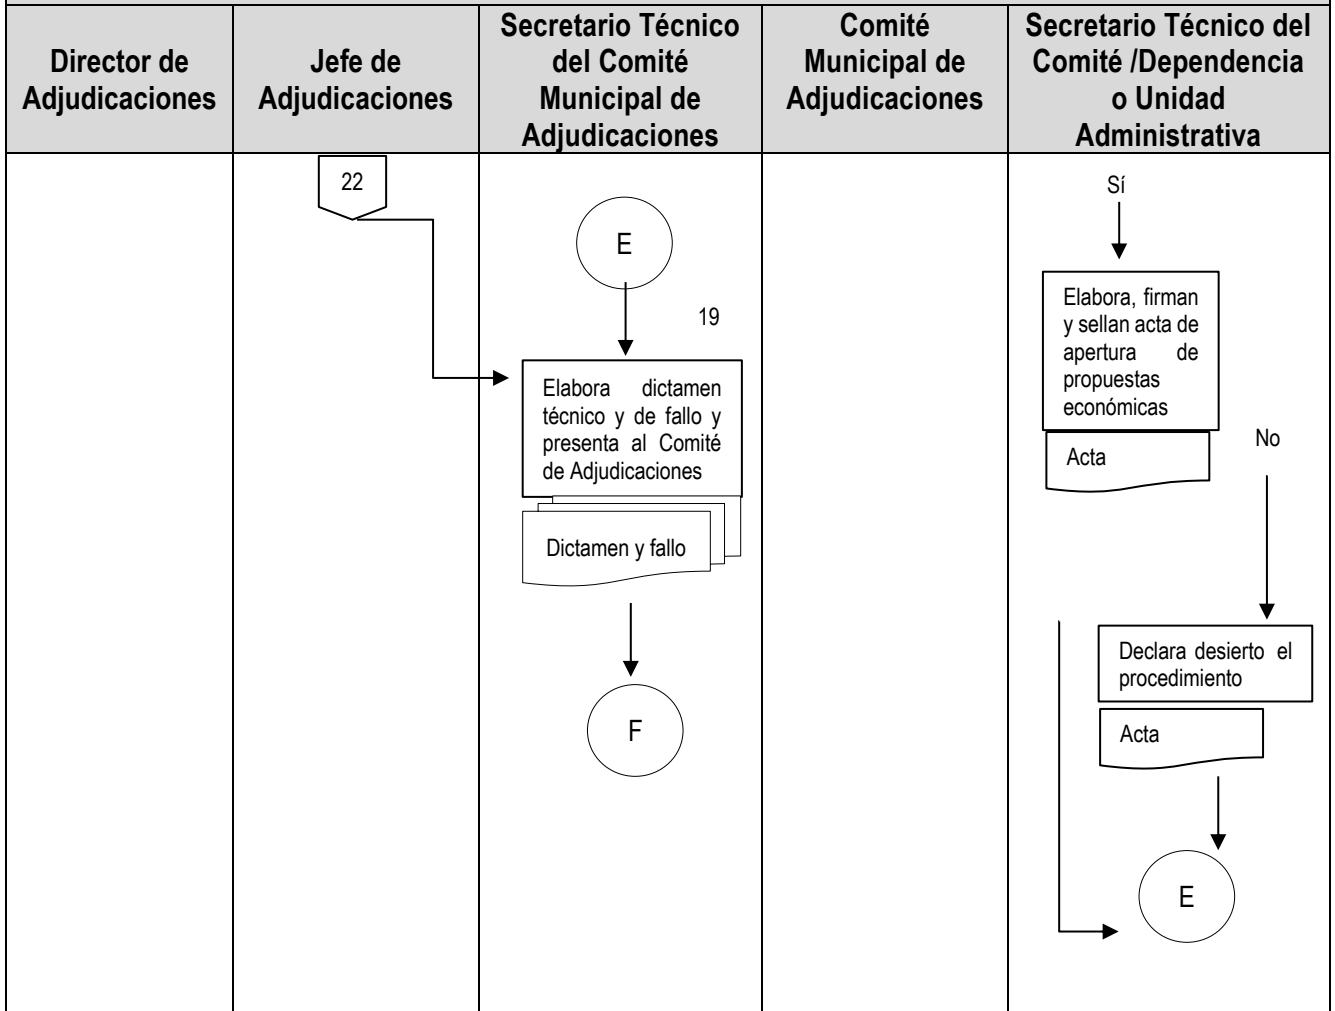 Director de
Adjudicaciones
Jefe de
Adjudicaciones
Secretario Técnico
del Comité
Municipal de
Adjudicaciones
Comité
Municipal de
Adjudicaciones
Secretario Técnico del
Comité /Dependencia
o Unidad
Administrativa
22
E
19
Elabora dictamen
técnico y de fallo y
presenta al Comité
de Adjudicaciones
Dictamen y fallo
F
Sí
Elabora, firman
y sellan acta de
apertura de
propuestas
económicas
Acta
No
Declara desierto el
procedimiento
Acta
E